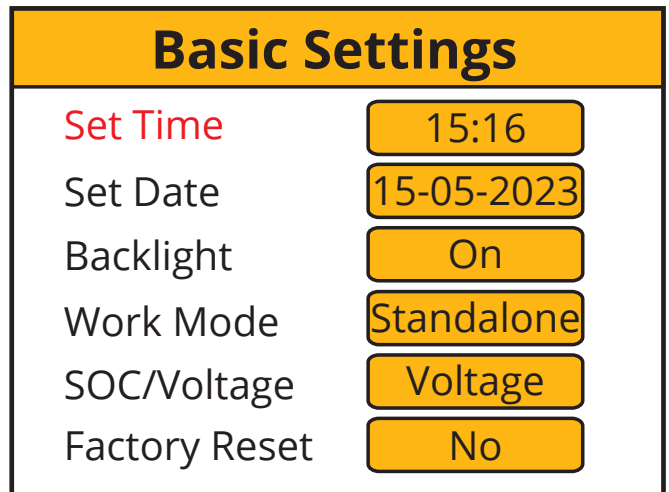 Basic Settings
Set Time 15:16
Set Date 15-05-2023
Backlight On
Work Mode Standalone
SOC/Voltage Voltage
Factory Reset No